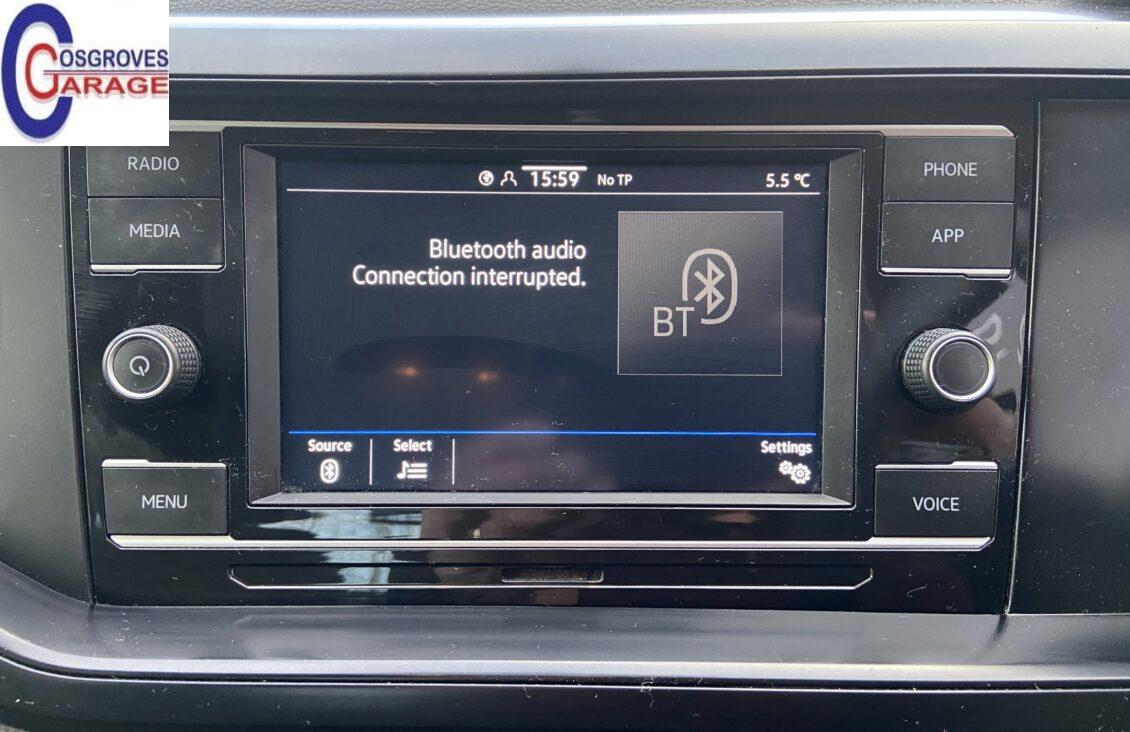 COSGROVES
GARAGE
RADIO
MEDIA
MENU
15:59 No TP 5.5 °C
Bluetooth audio
Connection interrupted.
BT
Source Select Settings
PHONE
APP
VOICE